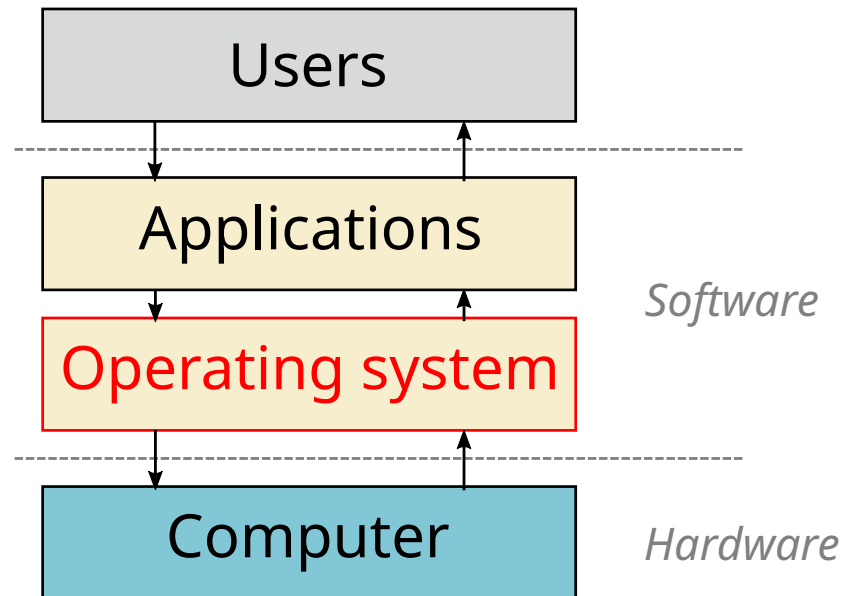 Users
Applications
Software
Operating system
Computer
Hardware